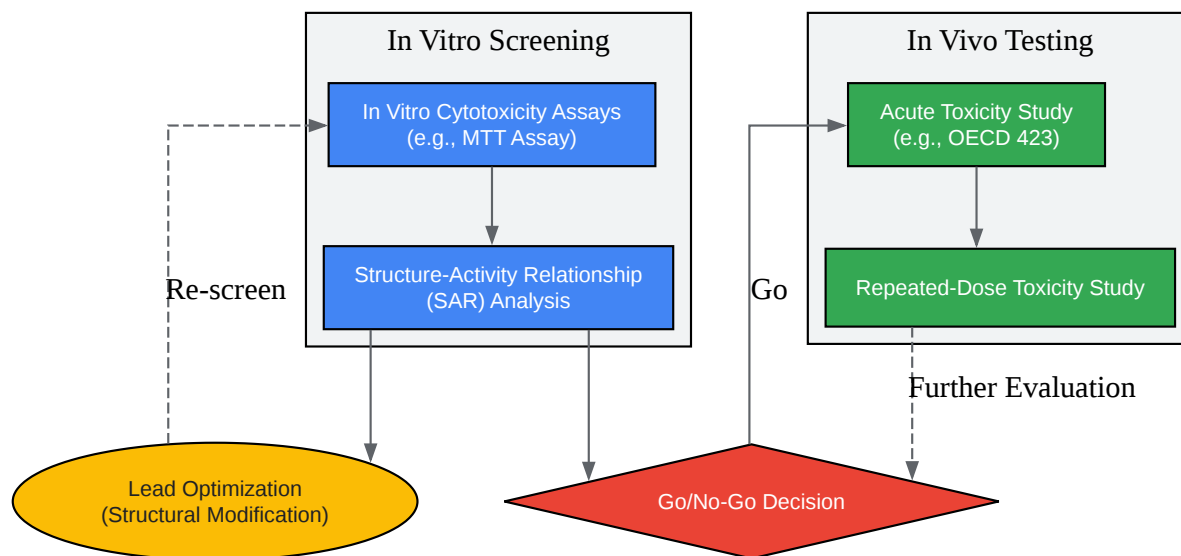 In Vitro Screening
In Vitro Cytotoxicity Assays
(e.g., MTT Assay)
Structure-Activity Relationship
(SAR) Analysis
Re-screen
Lead Optimization
(Structural Modification)
In Vivo Testing
Acute Toxicity Study
(e.g., OECD 423)
Repeated-Dose Toxicity Study
Go
Further Evaluation
Go/No-Go Decision